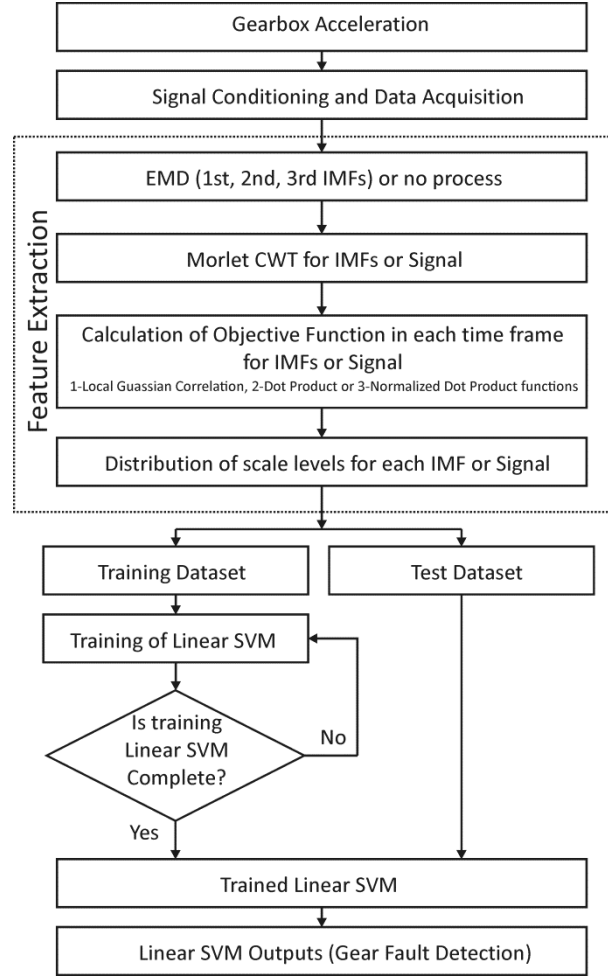 Gearbox Acceleration
Signal Conditioning and Data Acquisition
Feature Extraction
EMD (1st, 2nd, 3rd IMFs) or no process
Morlet CWT for IMFs or Signal
Calculation of Objective Function in each time frame
for IMFs or Signal
1-Local Guassian Correlation, 2-Dot Product or 3-Normalized Dot Product functions
Distribution of scale levels for each IMF or Signal
Training Dataset
Test Dataset
Training of Linear SVM
Is training
Linear SVM
Complete?
No
Yes
Trained Linear SVM
Linear SVM Outputs (Gear Fault Detection)